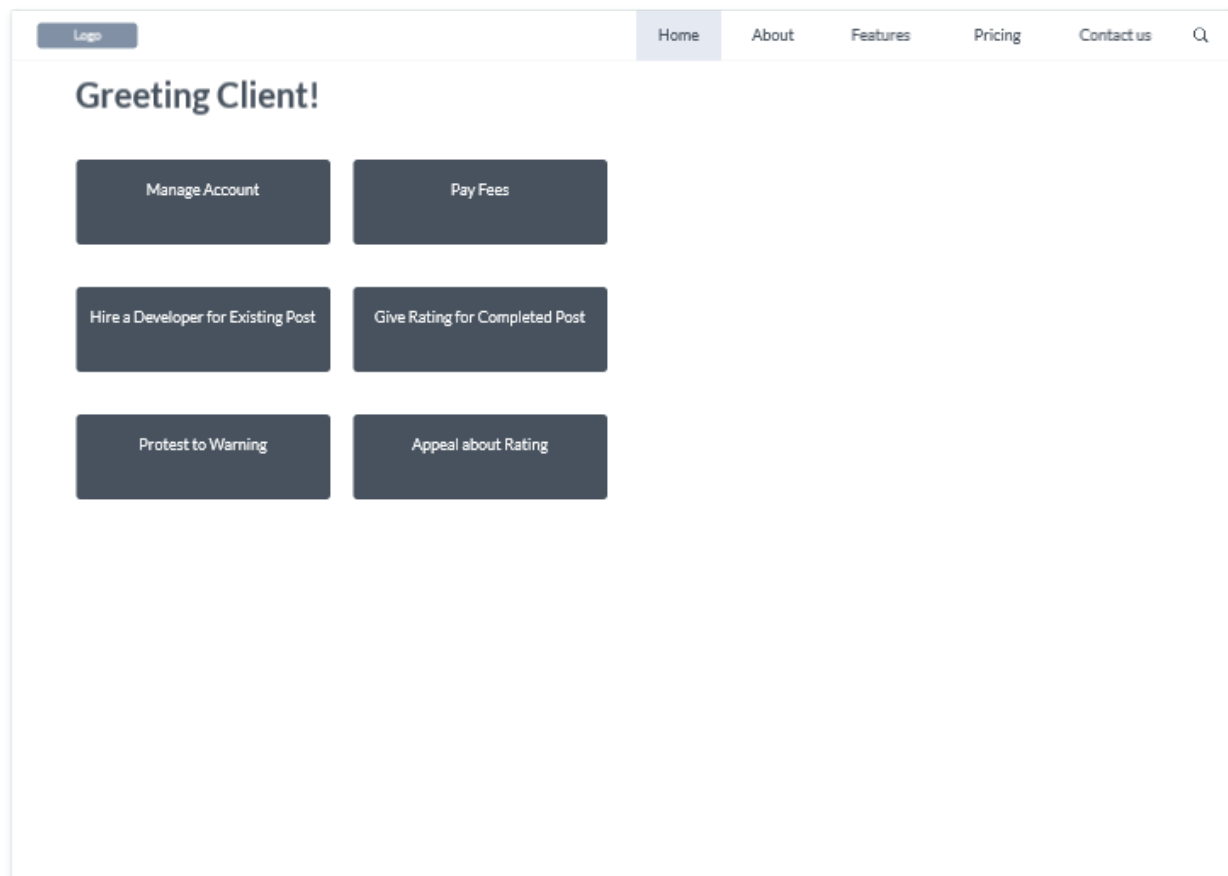 Logo
Home About Features Pricing Contact us
Greeting Client!
Manage Account Pay Fees
Hire a Developer for Existing Post Give Rating for Completed Post
Protest to Warning Appeal about Rating